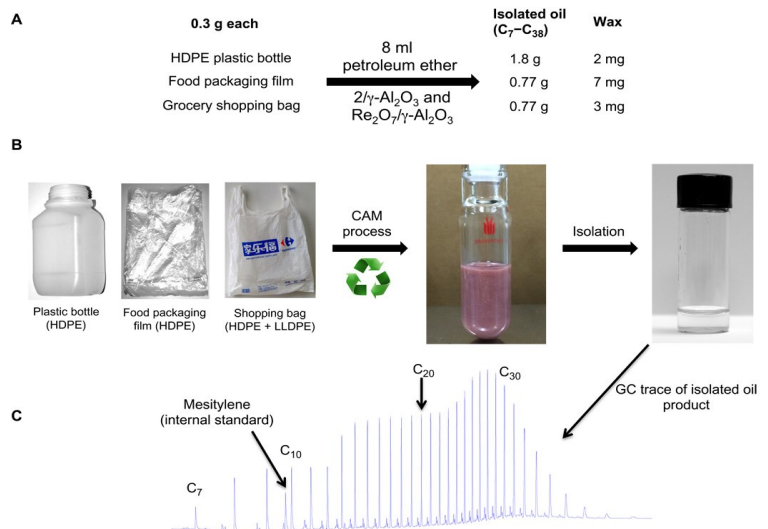 A
0.3 g each
Isolated oil
(C₇−C₃₈)
Wax
HDPE plastic bottle
Food packaging film
Grocery shopping bag
8 ml
petroleum ether
2/γ-Al₂O₃ and
Re₂O₇/γ-Al₂O₃
1.8 g
2 mg
0.77 g
7 mg
0.77 g
3 mg
B
家乐福
CAM
process
Isolation
Plastic bottle
(HDPE)
Food packaging
film (HDPE)
Shopping bag
(HDPE + LLDPE)
C
C₇
Mesitylene
(internal standard)
C₁₀
C₂₀
C₃₀
GC trace of isolated oil
product